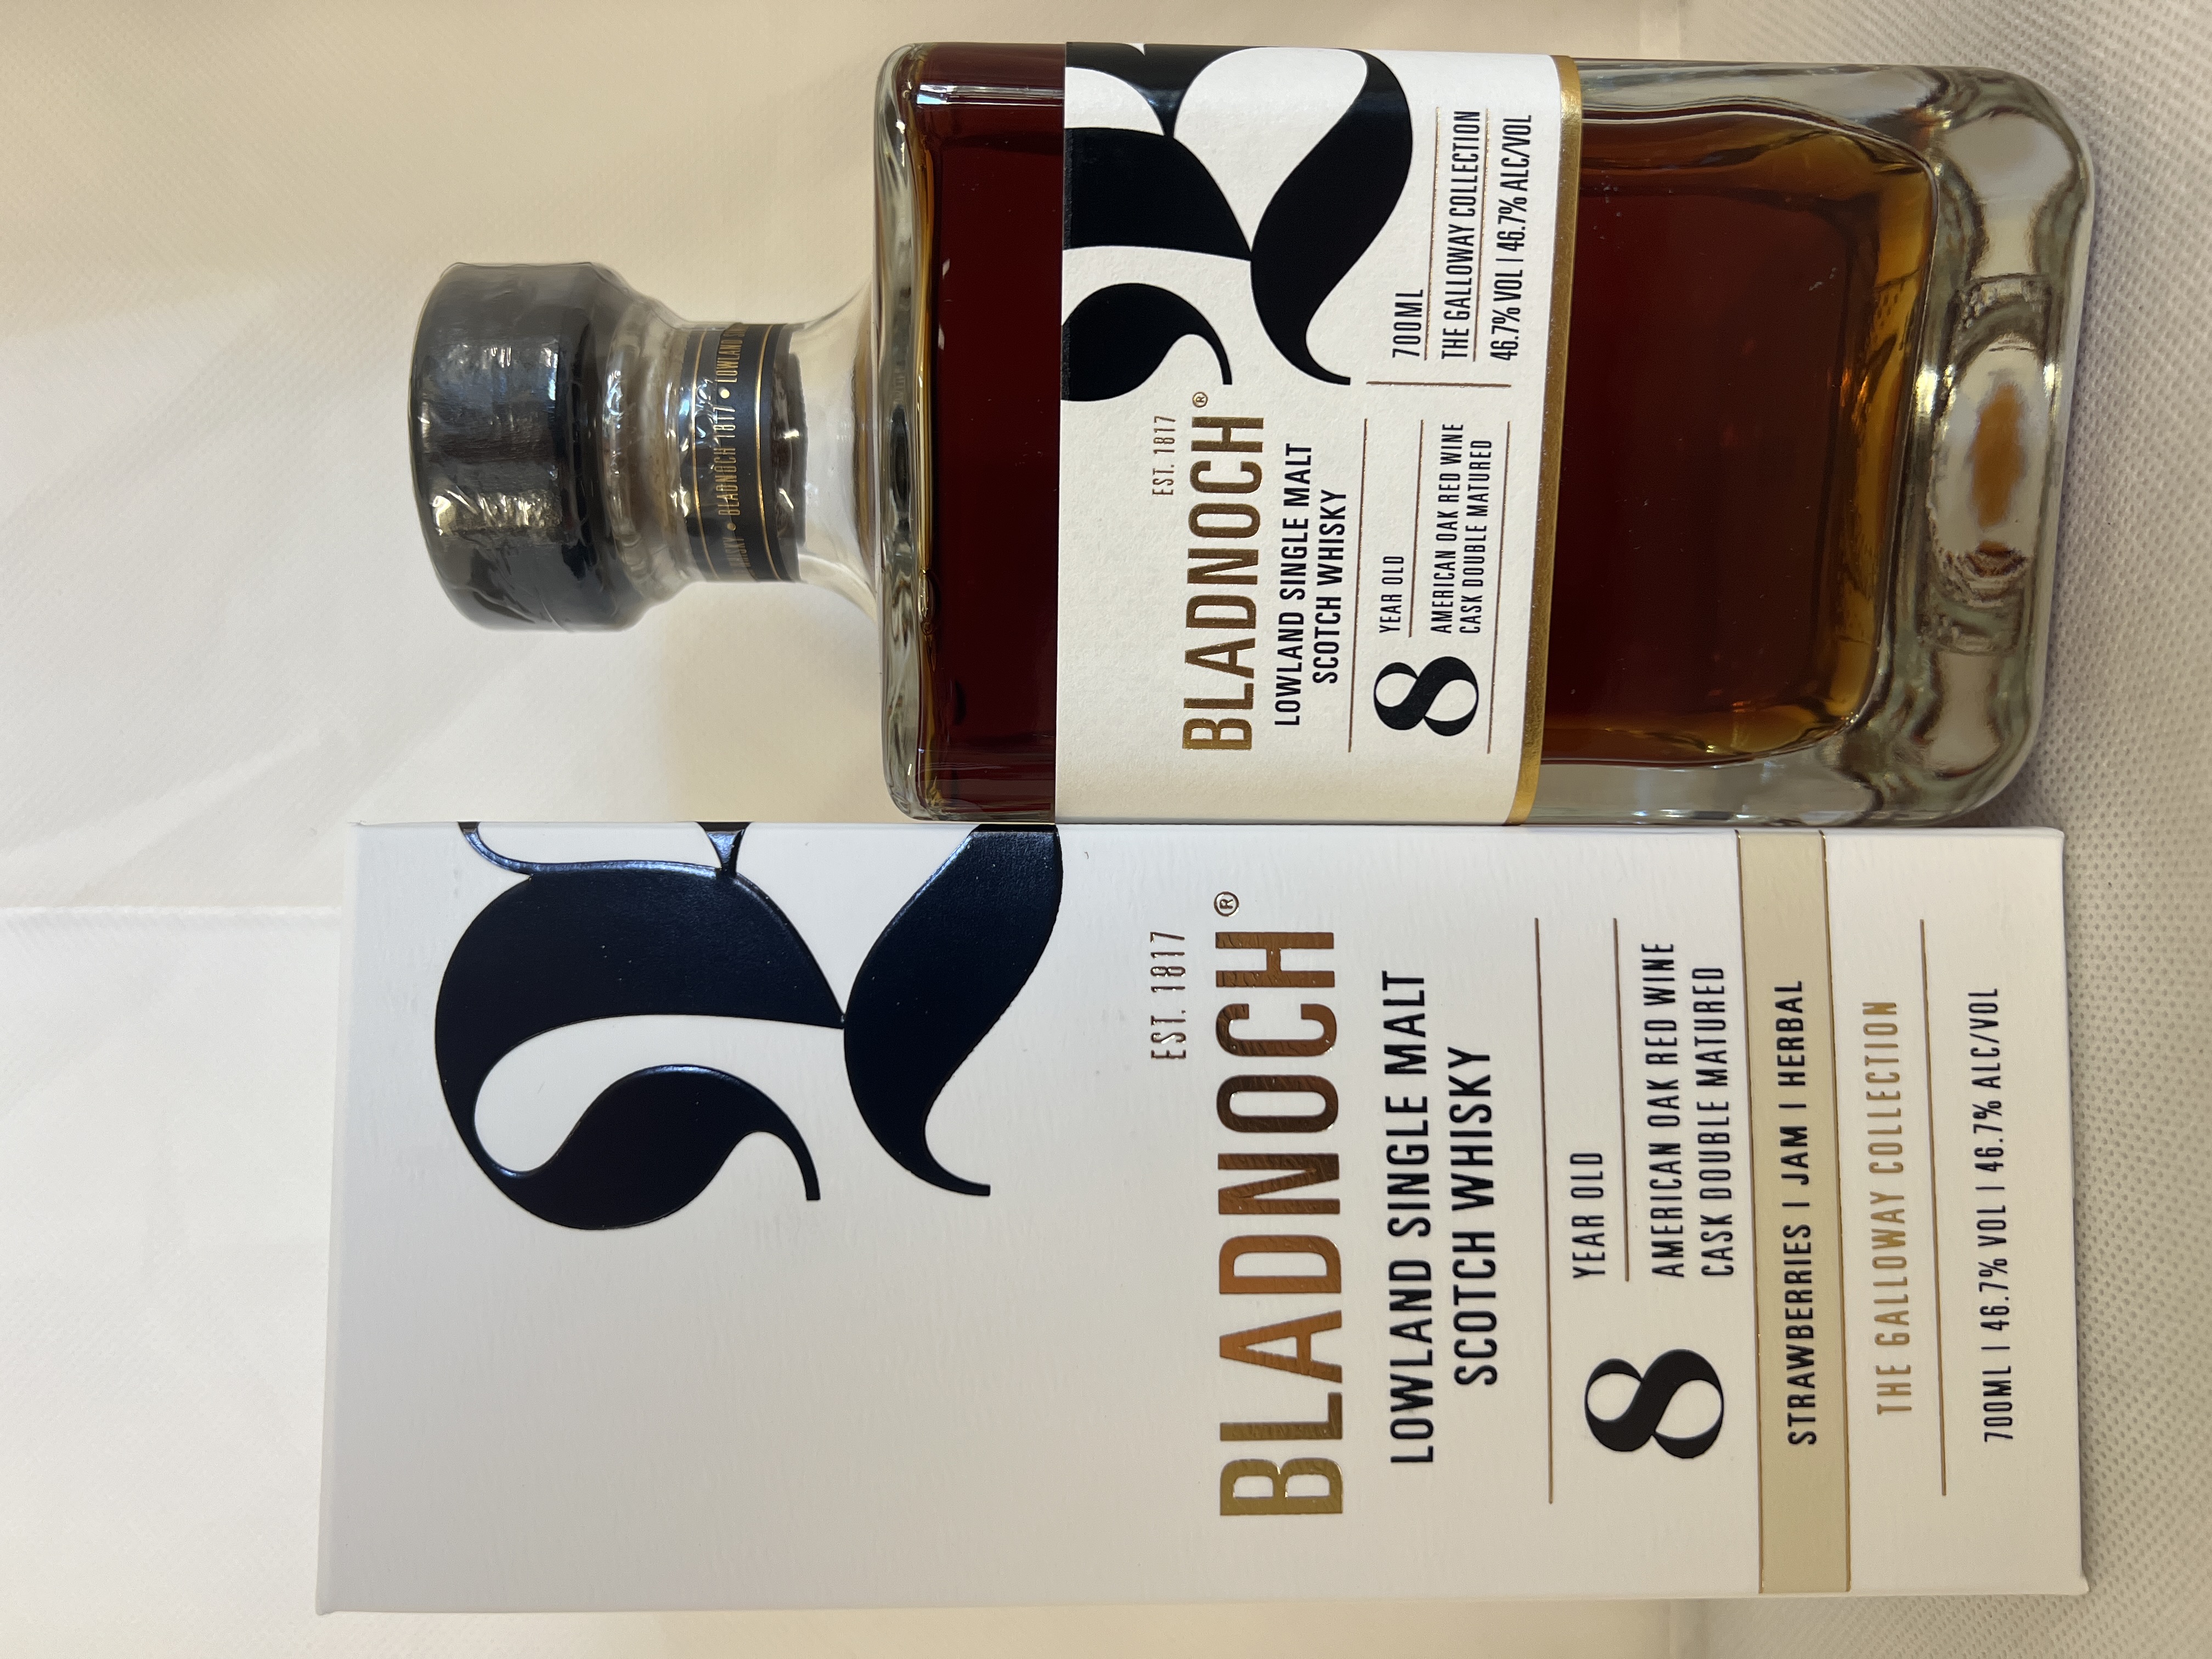 EST. 1817
BLADNOCH®
LOWLAND SINGLE MALT
SCOTCH WHISKY
8
YEAR OLD
AMERICAN OAK RED WINE
CASK DOUBLE MATURED
STRAWBERRIES | JAM | HERBAL
THE GALLOWAY COLLECTION
700ML | 46.7% VOL | 46.7% ALC/VOL
WHISKY • BLADNOCH 1817 • LOWLAND
EST. 1817
BLADNOCH®
LOWLAND SINGLE MALT
SCOTCH WHISKY
8
YEAR OLD
AMERICAN OAK RED WINE
CASK DOUBLE MATURED
700ML
THE GALLOWAY COLLECTION
46.7% VOL | 46.7% ALC/VOL